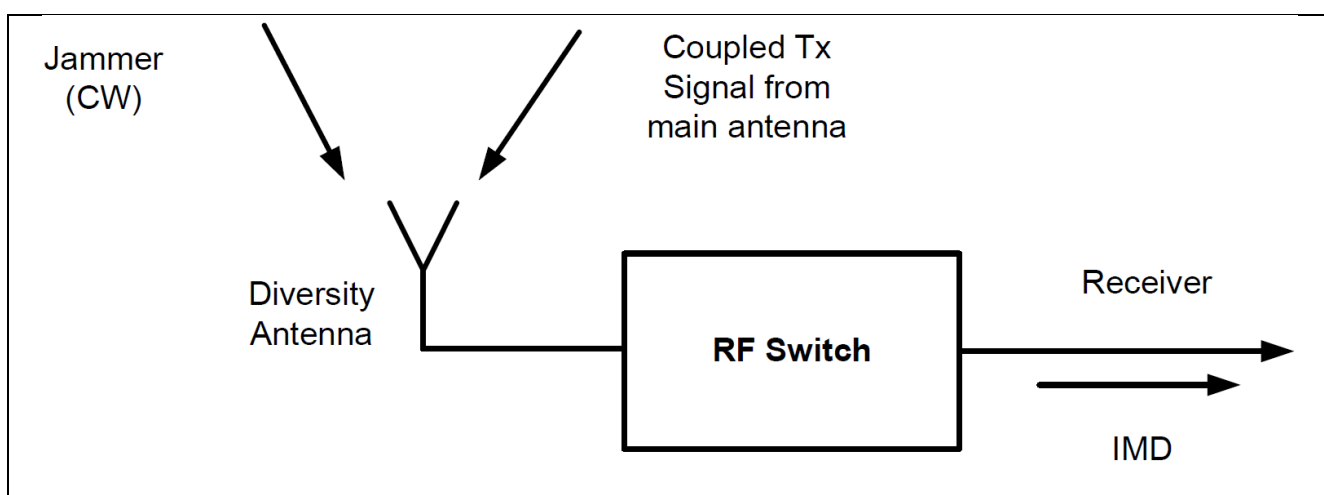 Jammer
(CW)
Coupled Tx
Signal from
main antenna
Diversity
Antenna
RF Switch
Receiver
IMD